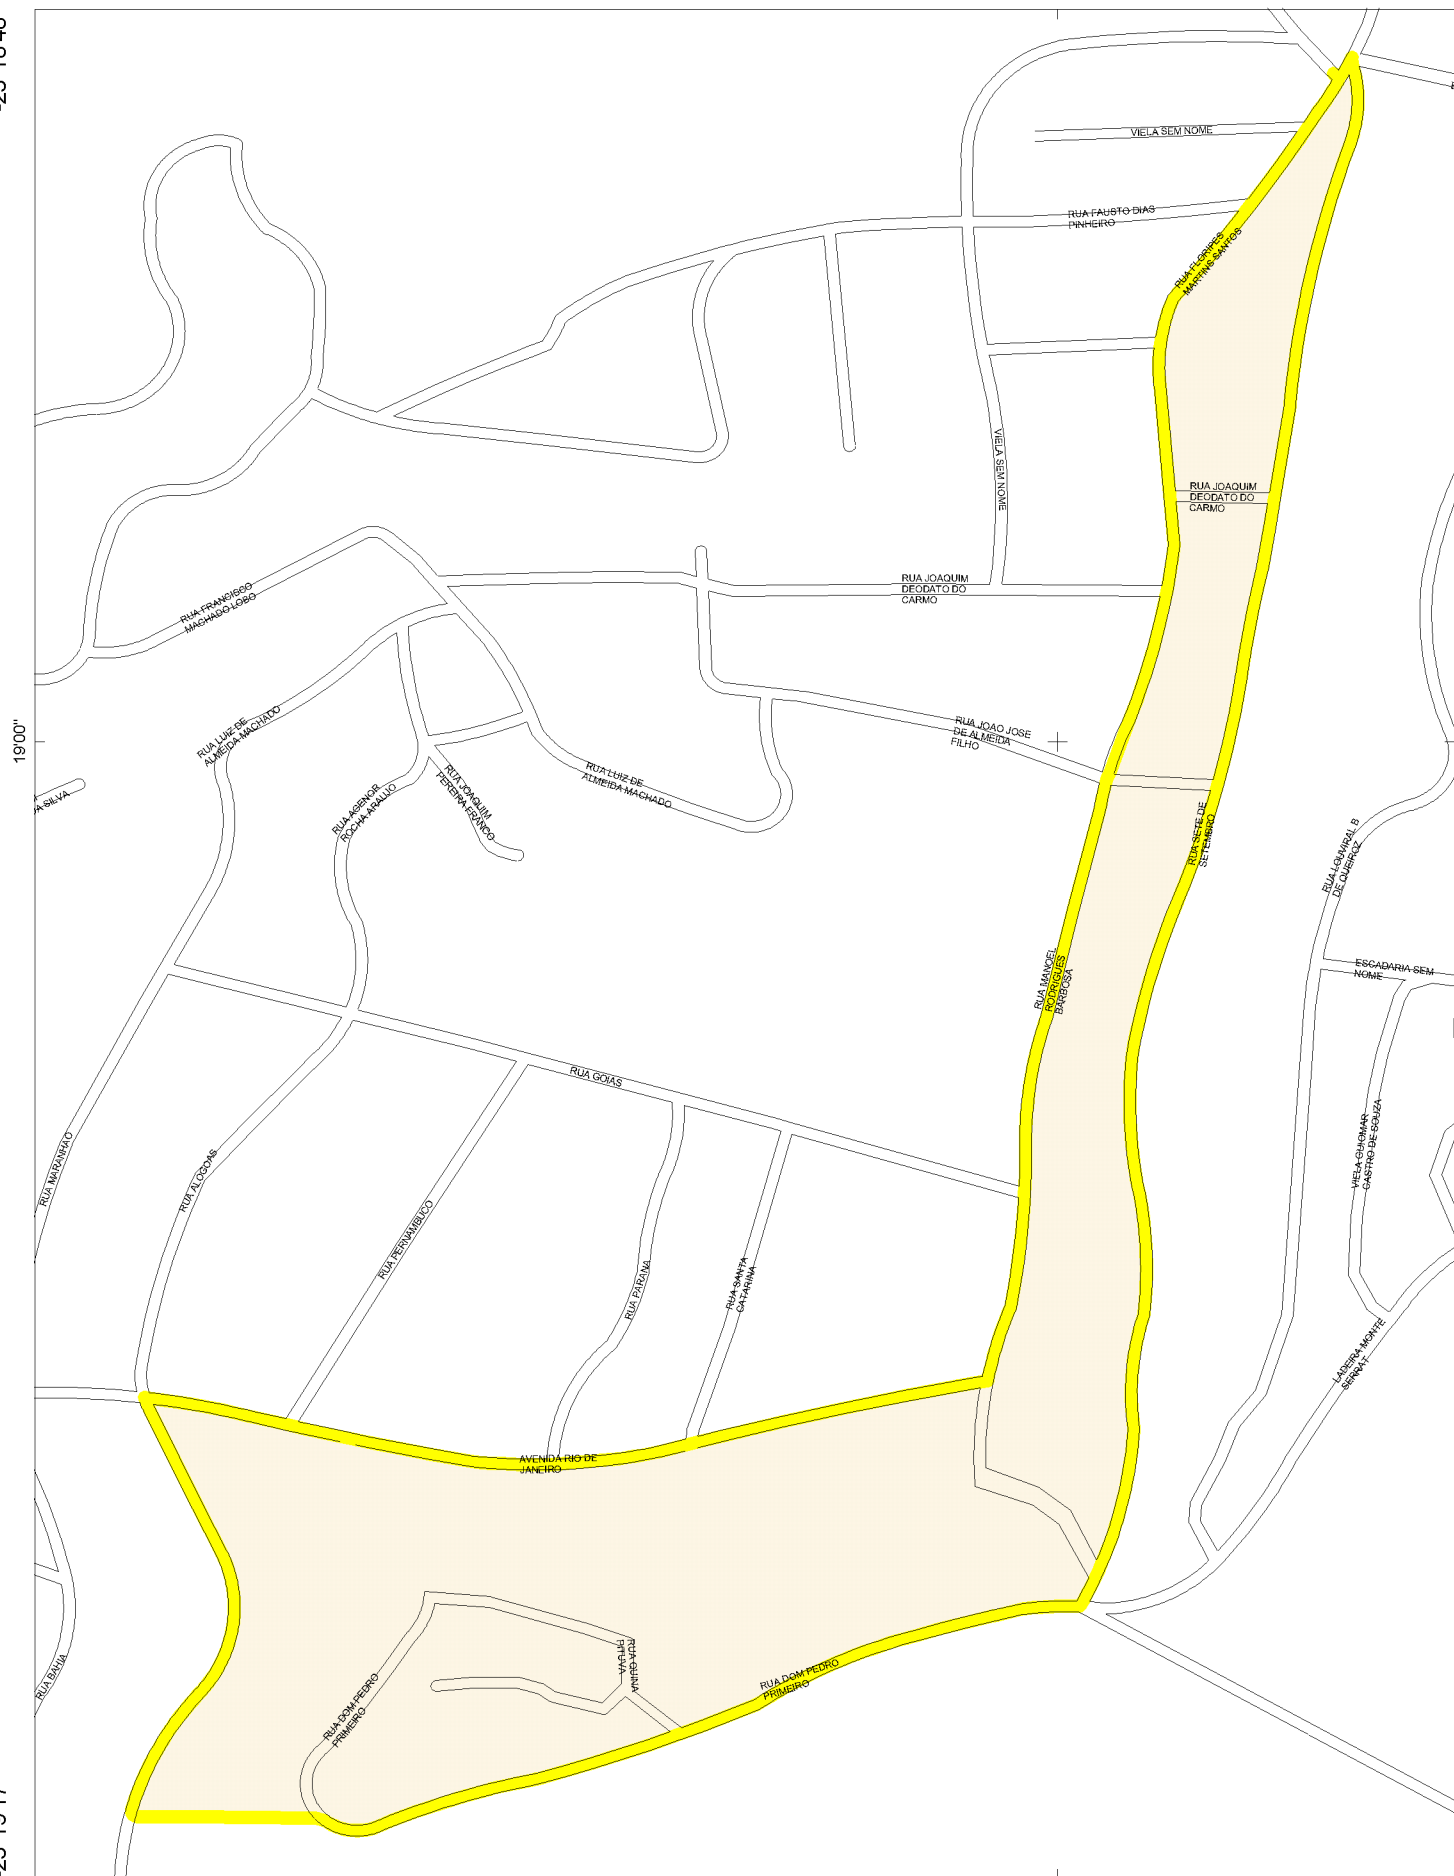 VIELA SEM NOME
RUA FAUSTO DIAS
PINHEIRO
RUA FLORIPES
MARTINS SANTOS
VIELA SEM NOME
RUA JOAQUIM
DEODATO DO
CARMO
RUA JOAQUIM
DEODATO DO
CARMO
RUA FRANCISCO
MACHADO LOBO
RUA LUIZ DE
ALMEIDA MACHADO
RUA JOAO JOSE
DE ALMEIDA
FILHO
19'00"
RUA LUIZ DE
ALMEIDA MACHADO
RUA JOAQUIM
PEREIRA FRANCO
RUA AGENOR
ROCHA ARAUJO
DA SILVA
RUA SETE DE
SETEMBRO
RUA LOUVIRAL B
DE QUEIROZ
RUA MANOEL
RODRIGUES
BARBOSA
ESCADARIA SEM
NOME
RUA GOIAS
RUA MARANHAO
RUA ALOGOAS
RUA PERNAMBUCO
RUA PARANA
RUA SANTA
CATARINA
VIELA GUIOMAR
CASTRO DE SOUZA
LADEIRA MONTE
SERRAT
AVENIDA RIO DE
JANEIRO
RUA BAHIA
RUA DOM PEDRO
PRIMEIRO
RUA GUINA
PITUVA
RUA DOM PEDRO
PRIMEIRO